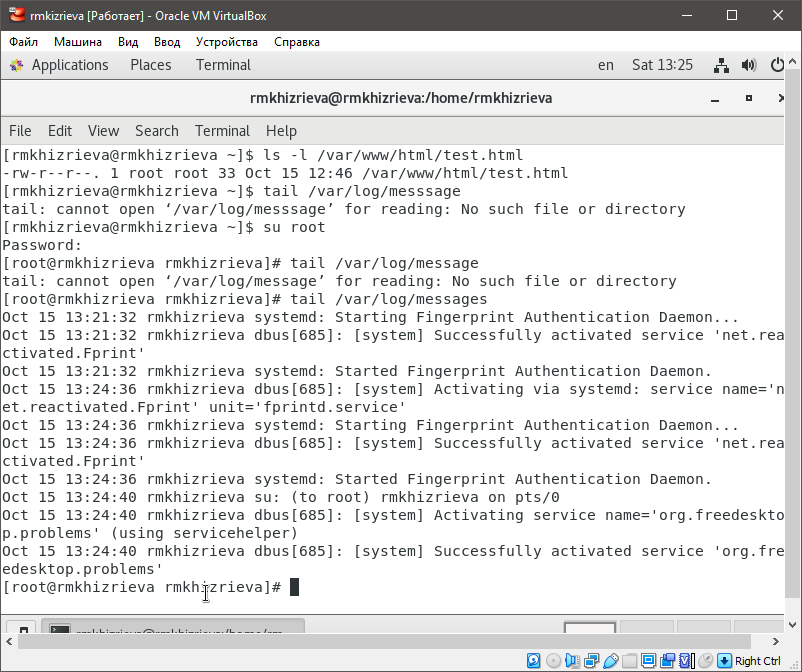 rmkizrieva [Работает] - Oracle VM VirtualBox
Файл Машина Вид Ввод Устройства Справка
Applications Places Terminal en Sat 13:25
rmkhizrieva@rmkhizrieva:/home/rmkhizrieva
File Edit View Search Terminal Help
[rmkhizrieva@rmkhizrieva ~]$ ls -l /var/www/html/test.html
-rw-r--r--. 1 root root 33 Oct 15 12:46 /var/www/html/test.html
[rmkhizrieva@rmkhizrieva ~]$ tail /var/log/messsage
tail: cannot open ‘/var/log/messsage’ for reading: No such file or directory
[rmkhizrieva@rmkhizrieva ~]$ su root
Password:
[root@rmkhizrieva rmkhizrieva]# tail /var/log/message
tail: cannot open ‘/var/log/message’ for reading: No such file or directory
[root@rmkhizrieva rmkhizrieva]# tail /var/log/messages
Oct 15 13:21:32 rmkhizrieva systemd: Starting Fingerprint Authentication Daemon...
Oct 15 13:21:32 rmkhizrieva dbus[685]: [system] Successfully activated service 'net.rea
ctivated.Fprint'
Oct 15 13:21:32 rmkhizrieva systemd: Started Fingerprint Authentication Daemon.
Oct 15 13:24:36 rmkhizrieva dbus[685]: [system] Activating via systemd: service name='n
et.reactivated.Fprint' unit='fprintd.service'
Oct 15 13:24:36 rmkhizrieva systemd: Starting Fingerprint Authentication Daemon...
Oct 15 13:24:36 rmkhizrieva dbus[685]: [system] Successfully activated service 'net.rea
ctivated.Fprint'
Oct 15 13:24:36 rmkhizrieva systemd: Started Fingerprint Authentication Daemon.
Oct 15 13:24:40 rmkhizrieva su: (to root) rmkhizrieva on pts/0
Oct 15 13:24:40 rmkhizrieva dbus[685]: [system] Activating service name='org.freedeskto
p.problems' (using servicehelper)
Oct 15 13:24:40 rmkhizrieva dbus[685]: [system] Successfully activated service 'org.fre
edesktop.problems'
[root@rmkhizrieva rmkhizrieva]#
rmkhizrieva@rmkhizrieva:/home/rm...
Right Ctrl